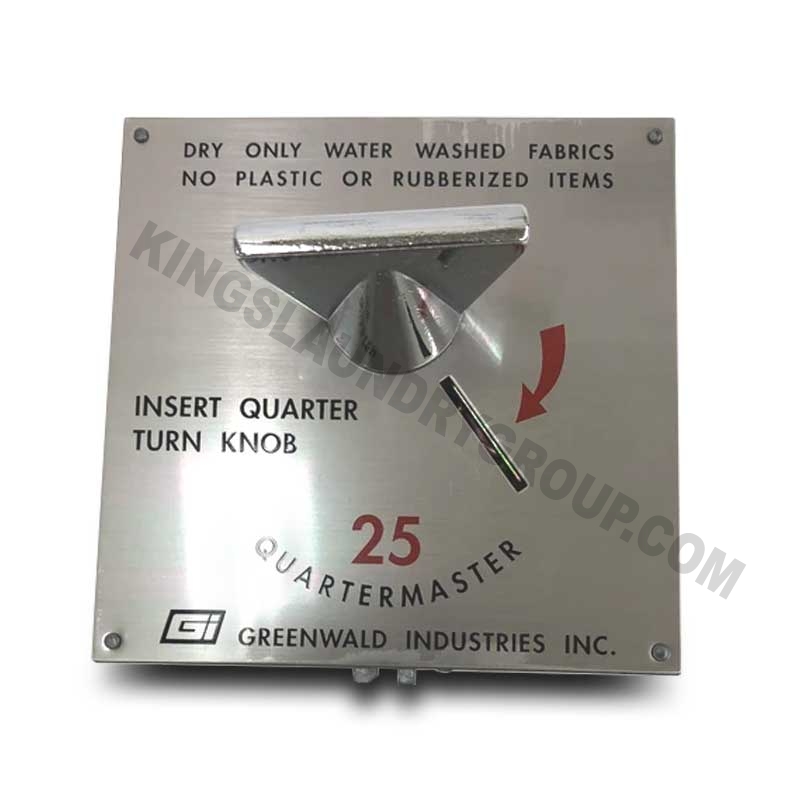 DRY ONLY WATER WASHED FABRICS
NO PLASTIC OR RUBBERIZED ITEMS
KINGSLAUNDRYGROUP.COM
INSERT QUARTER
TURN KNOB
25
QUARTERMASTER
Gi GREENWALD INDUSTRIES INC.